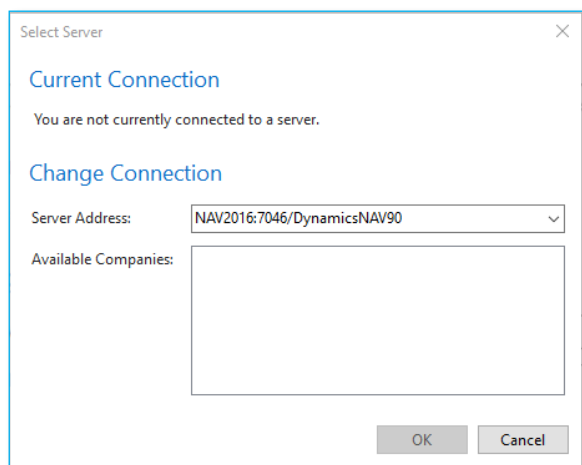 Select Server
Current Connection
You are not currently connected to a server.
Change Connection
Server Address: NAV2016:7046/DynamicsNAV90
Available Companies:
OK Cancel